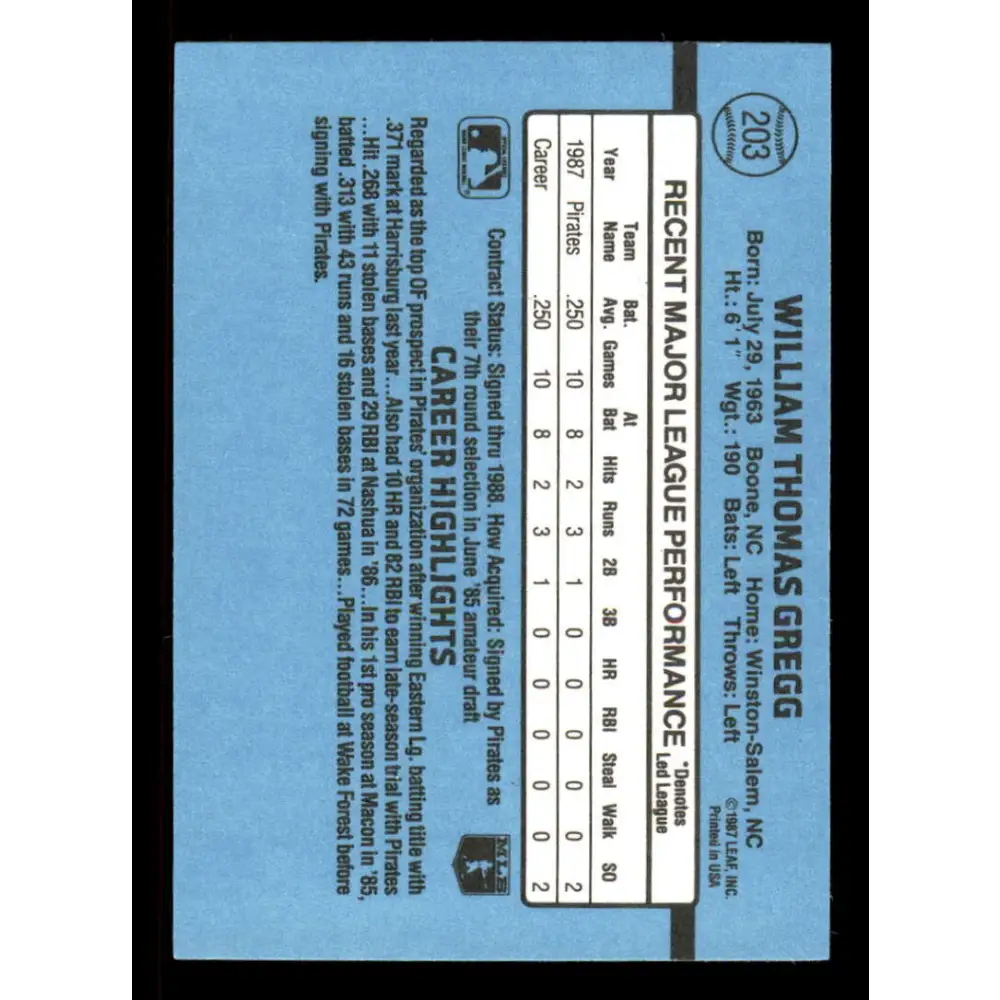 203
WILLIAM THOMAS GREGG
Born: July 29, 1963 Boone, NC Home: Winston-Salem, NC
Ht.: 6' 1" Wgt.: 190 Bats: Left Throws: Left
©1987 LEAF, INC.
Printed in USA
RECENT MAJOR LEAGUE PERFORMANCE *Denotes Led League
Year Team Name Bat. Avg. Games At Bat Hits Runs 2B 3B HR RBI Steal Walk SO
1987 Pirates .250 10 8 2 3 1 0 0 0 0 0 2
Career .250 10 8 2 3 1 0 0 0 0 0 2
Contract Status: Signed thru 1988. How Acquired: Signed by Pirates as
their 7th round selection in June '85 amateur draft
MLB
CAREER HIGHLIGHTS
Regarded as the top OF prospect in Pirates' organization after winning Eastern Lg. batting title with
.371 mark at Harrisburg last year...Also had 10 HR and 82 RBI to earn late-season trial with Pirates
...Hit .268 with 11 stolen bases and 29 RBI at Nashua in '86...In his 1st pro season at Macon in '85,
batted .313 with 43 runs and 16 stolen bases in 72 games...Played football at Wake Forest before
signing with Pirates.